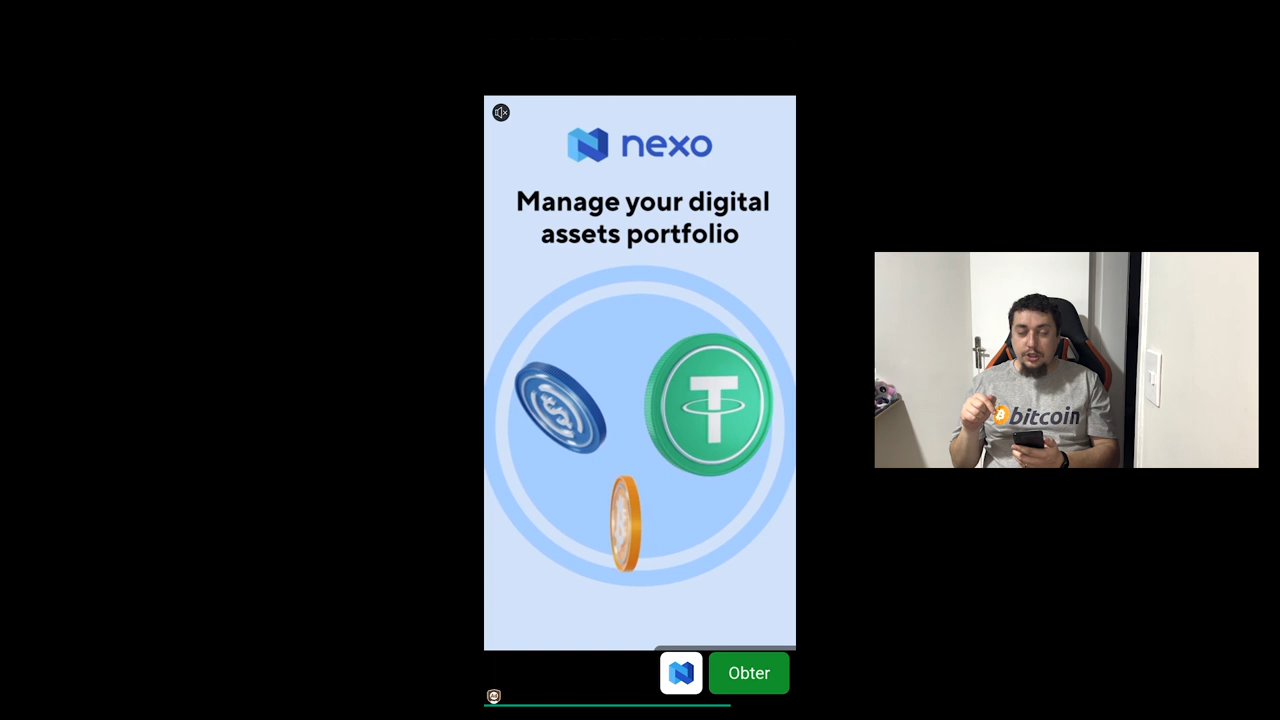 nexo
Manage your digital
assets portfolio
bitcoin
Obter